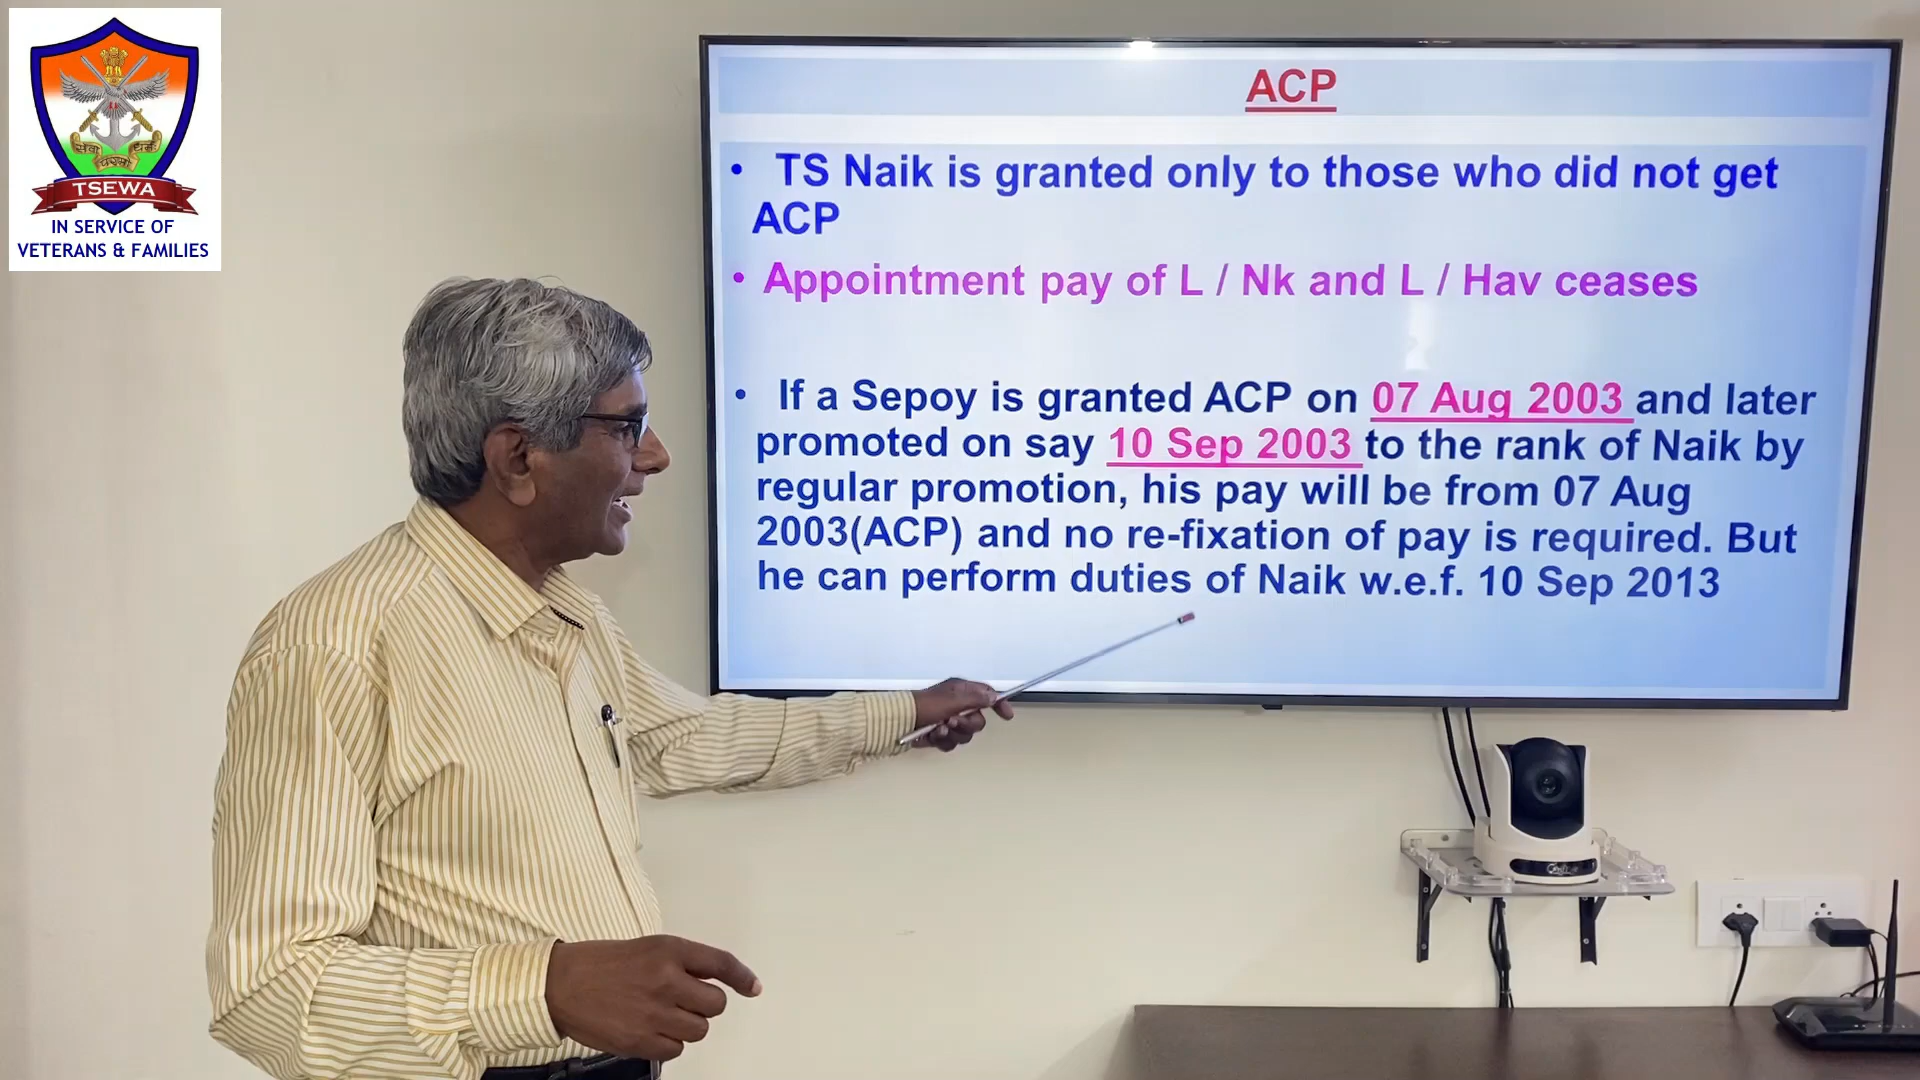 सेवा
धर्म
परमो
TSEWA
IN SERVICE OF
VETERANS & FAMILIES
ACP
• TS Naik is granted only to those who did not get
ACP
• Appointment pay of L / Nk and L / Hav ceases
• If a Sepoy is granted ACP on 07 Aug 2003 and later
promoted on say 10 Sep 2003 to the rank of Naik by
regular promotion, his pay will be from 07 Aug
2003(ACP) and no re-fixation of pay is required. But
he can perform duties of Naik w.e.f. 10 Sep 2013